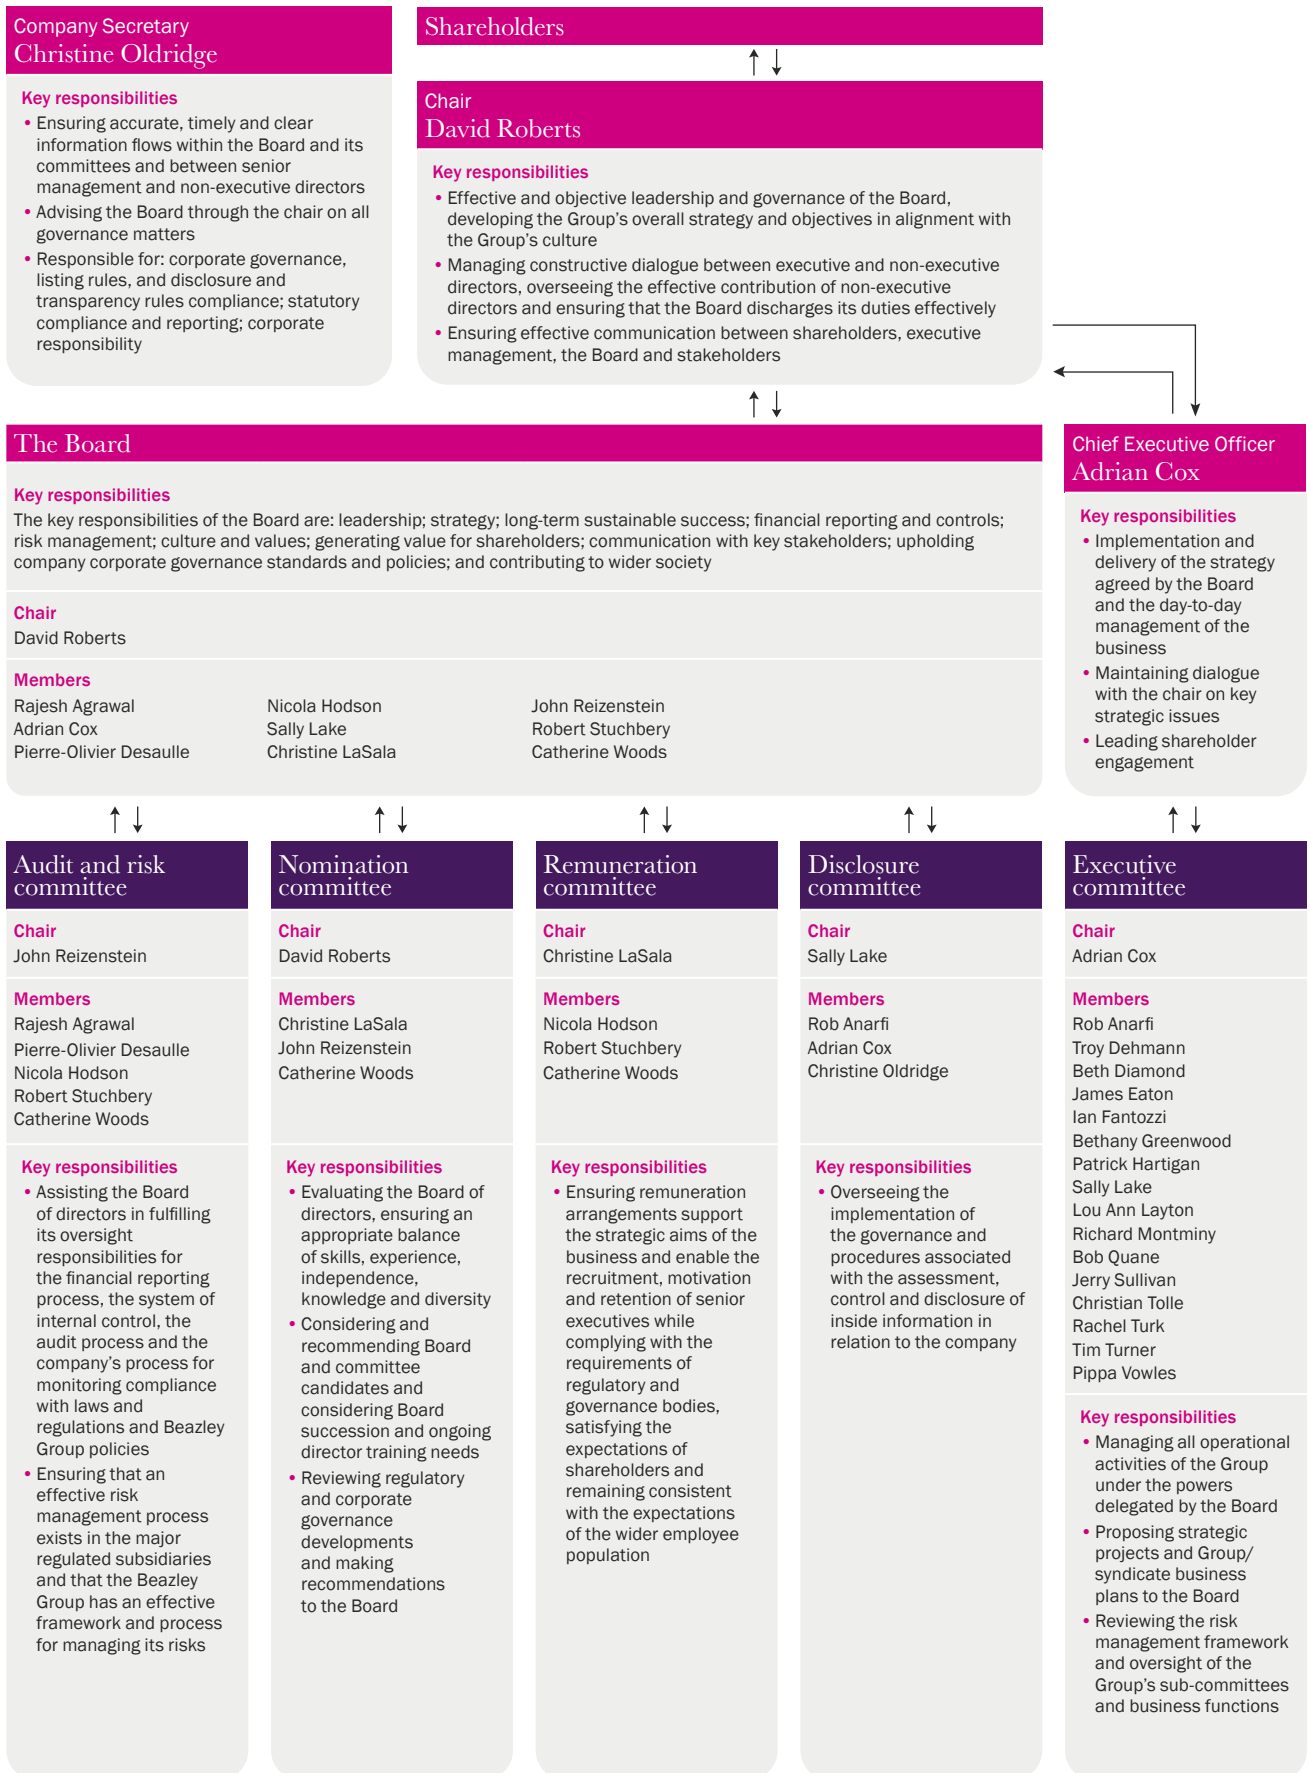 Company Secretary
Christine Oldridge
Key responsibilities
• Ensuring accurate, timely and clear
information flows within the Board and its
committees and between senior
management and non-executive directors
• Advising the Board through the chair on all
governance matters
• Responsible for: corporate governance,
listing rules, and disclosure and
transparency rules compliance; statutory
compliance and reporting; corporate
responsibility
Shareholders
Chair
David Roberts
Key responsibilities
• Effective and objective leadership and governance of the Board,
developing the Group's overall strategy and objectives in alignment with
the Group's culture
• Managing constructive dialogue between executive and non-executive
directors, overseeing the effective contribution of non-executive
directors and ensuring that the Board discharges its duties effectively
• Ensuring effective communication between shareholders, executive
management, the Board and stakeholders
The Board
Key responsibilities
The key responsibilities of the Board are: leadership; strategy; long-term sustainable success; financial reporting and controls;
risk management; culture and values; generating value for shareholders; communication with key stakeholders; upholding
company corporate governance standards and policies; and contributing to wider society
Chair
David Roberts
Members
Rajesh Agrawal
Adrian Cox
Pierre-Olivier Desaulle
Nicola Hodson
Sally Lake
Christine LaSala
John Reizenstein
Robert Stuchbery
Catherine Woods
Chief Executive Officer
Adrian Cox
Key responsibilities
• Implementation and
delivery of the strategy
agreed by the Board
and the day-to-day
management of the
business
• Maintaining dialogue
with the chair on key
strategic issues
• Leading shareholder
engagement
Audit and risk
committee
Chair
John Reizenstein
Members
Rajesh Agrawal
Pierre-Olivier Desaulle
Nicola Hodson
Robert Stuchbery
Catherine Woods
Key responsibilities
• Assisting the Board
of directors in fulfilling
its oversight
responsibilities for
the financial reporting
process, the system of
internal control, the
audit process and the
company's process for
monitoring compliance
with laws and
regulations and Beazley
Group policies
• Ensuring that an
effective risk
management process
exists in the major
regulated subsidiaries
and that the Beazley
Group has an effective
framework and process
for managing its risks
Nomination
committee
Chair
David Roberts
Members
Christine LaSala
John Reizenstein
Catherine Woods
Key responsibilities
• Evaluating the Board of
directors, ensuring an
appropriate balance
of skills, experience,
independence,
knowledge and diversity
• Considering and
recommending Board
and committee
candidates and
considering Board
succession and ongoing
director training needs
• Reviewing regulatory
and corporate
governance
developments
and making
recommendations
to the Board
Remuneration
committee
Chair
Christine LaSala
Members
Nicola Hodson
Robert Stuchbery
Catherine Woods
Key responsibilities
• Ensuring remuneration
arrangements support
the strategic aims of the
business and enable the
recruitment, motivation
and retention of senior
executives while
complying with the
requirements of
regulatory and
governance bodies,
satisfying the
expectations of
shareholders and
remaining consistent
with the expectations
of the wider employee
population
Disclosure
committee
Chair
Sally Lake
Members
Rob Anarfi
Adrian Cox
Christine Oldridge
Key responsibilities
• Overseeing the
implementation of
the governance and
procedures associated
with the assessment,
control and disclosure of
inside information in
relation to the company
Executive
committee
Chair
Adrian Cox
Members
Rob Anarfi
Troy Dehmann
Beth Diamond
James Eaton
Ian Fantozzi
Bethany Greenwood
Patrick Hartigan
Sally Lake
Lou Ann Layton
Richard Montminy
Bob Quane
Jerry Sullivan
Christian Tolle
Rachel Turk
Tim Turner
Pippa Vowles
Key responsibilities
• Managing all operational
activities of the Group
under the powers
delegated by the Board
• Proposing strategic
projects and Group/
syndicate business
plans to the Board
• Reviewing the risk
management framework
and oversight of the
Group's sub-committees
and business functions